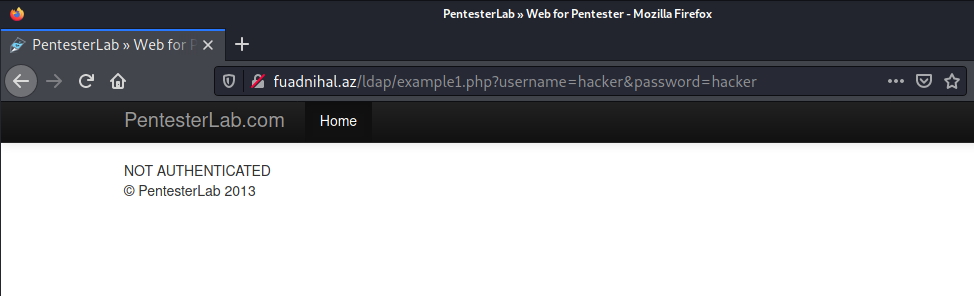 PentesterLab » Web for Pentester - Mozilla Firefox
PentesterLab » Web for P
fuadnihal.az/ldap/example1.php?username=hacker&password=hacker
PentesterLab.com Home
NOT AUTHENTICATED
© PentesterLab 2013